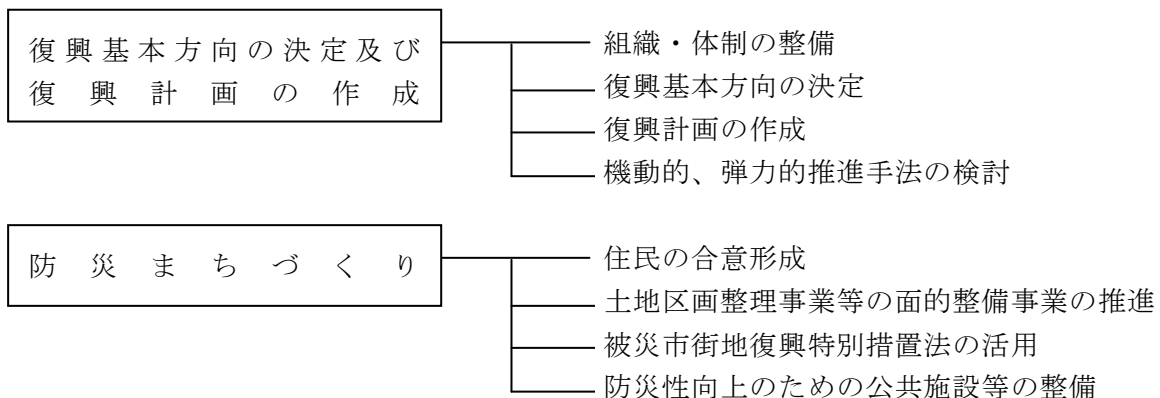 復興基本方向の決定及び
復興計画の作成
組織・体制の整備
復興基本方向の決定
復興計画の作成
機動的、弾力的推進手法の検討
防災まちづくり
住民の合意形成
土地区画整理事業等の面的整備事業の推進
被災市街地復興特別措置法の活用
防災性向上のための公共施設等の整備